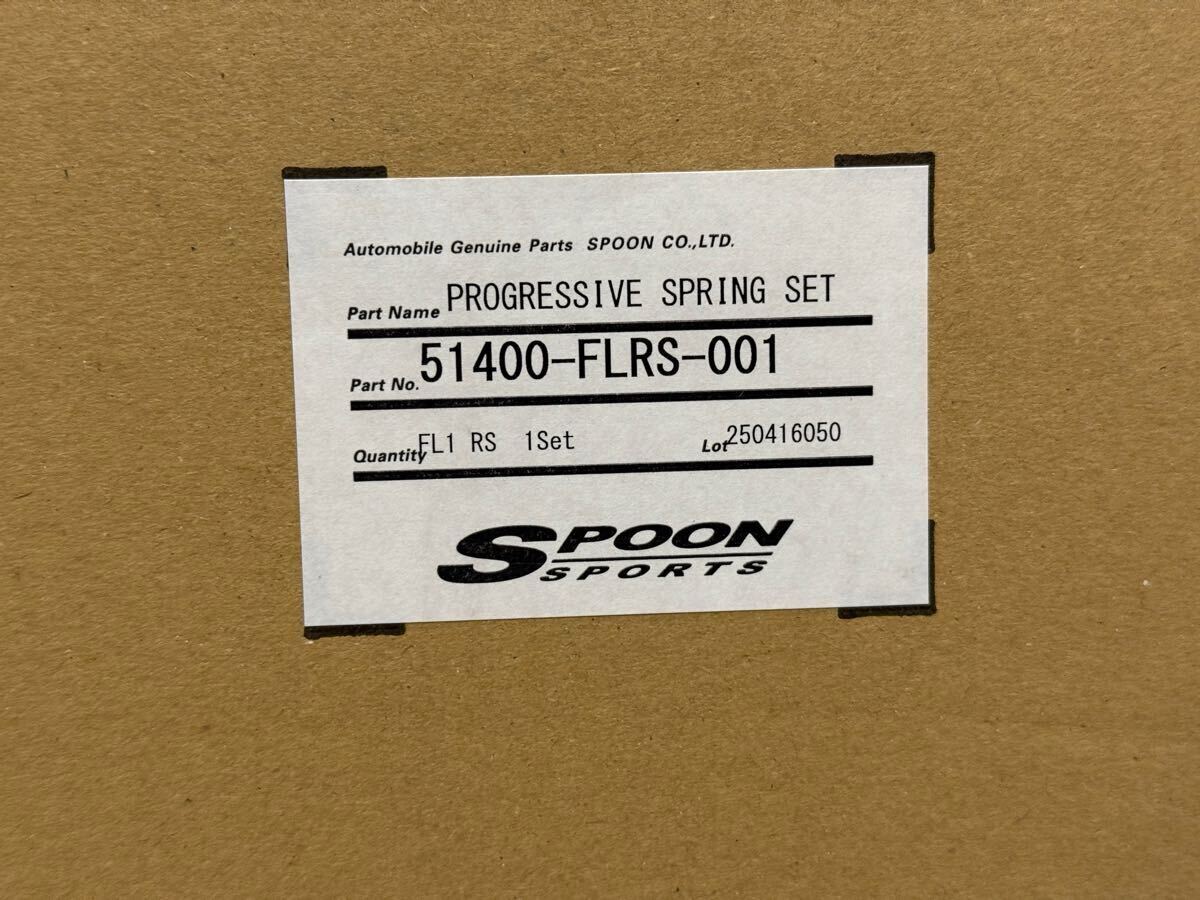 Automobile Genuine Parts SPOON CO.,LTD.
Part Name PROGRESSIVE SPRING SET
Part No. 51400-FLRS-001
Quantity FL1 RS 1Set Lot 250416050
SPOON
SPORTS